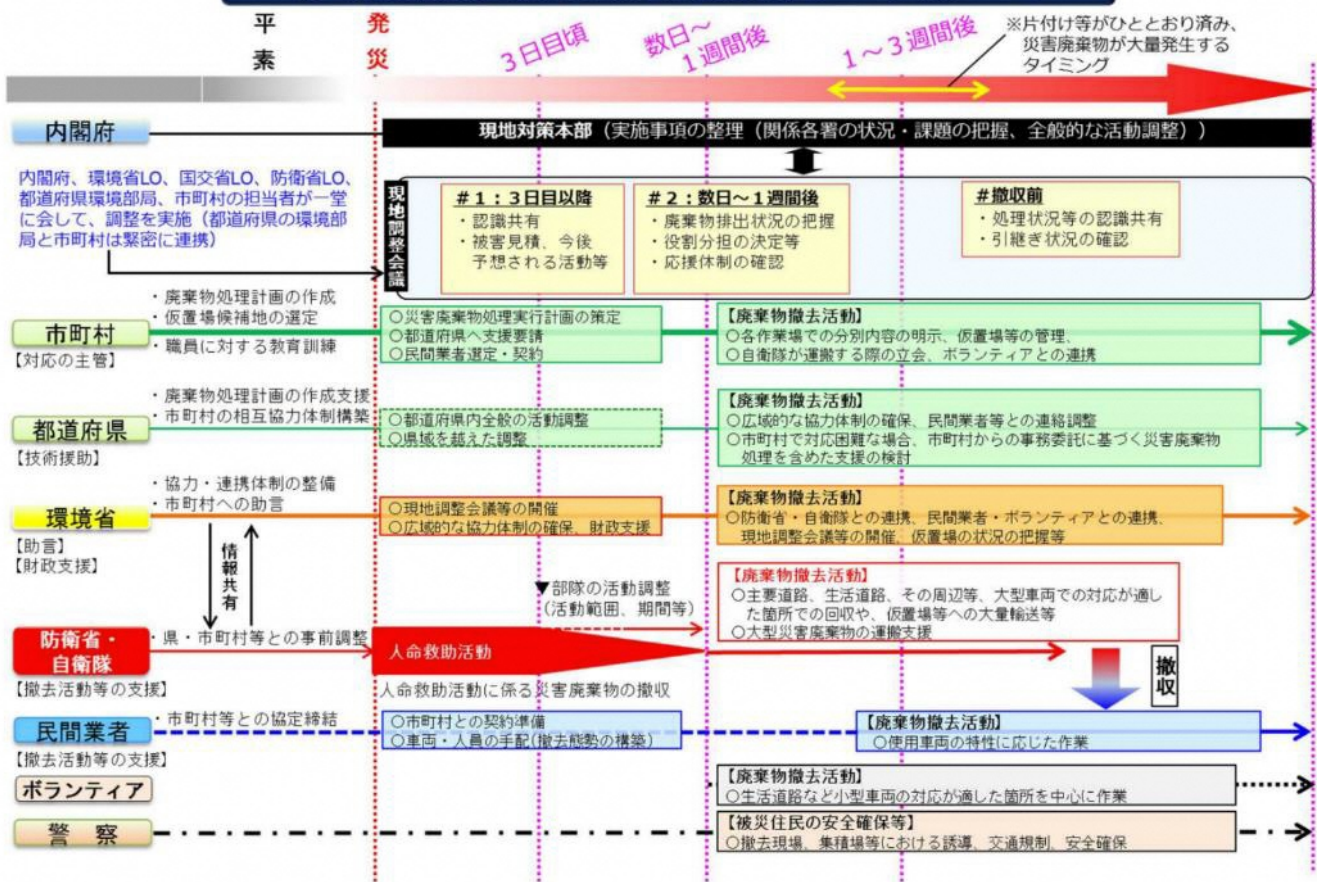 平素
発災
3日目頃
数日～
1週間後
1～3週間後
※片付け等がひととおり済み、
災害廃棄物が大量発生する
タイミング
内閣府
現地対策本部（実施事項の整理（関係各署の状況・課題の把握、全般的な活動調整））
内閣府、環境省LO、国交省LO、防衛省LO、
都道府県環境部局、市町村の担当者が一堂
に会して、調整を実施（都道府県の環境部
局と市町村は緊密に連携）
現地調整会議
＃1：3日目以降
・認識共有
・被害見積、今後
予想される活動等
＃2：数日～1週間後
・廃棄物排出状況の把握
・役割分担の決定等
・応援体制の確認
＃撤収前
・処理状況等の認識共有
・引継ぎ状況の確認
市町村
【対応の主管】
・廃棄物処理計画の作成
・仮置場候補地の選定
・職員に対する教育訓練
○災害廃棄物処理実行計画の策定
○都道府県へ支援要請
○民間業者選定・契約
【廃棄物撤去活動】
○各作業場での分別内容の明示、仮置場等の管理、
○自衛隊が運搬する際の立会、ボランティアとの連携
都道府県
【技術援助】
・廃棄物処理計画の作成支援
・市町村の相互協力体制構築
○都道府県内全般の活動調整
○県域を越えた調整
【廃棄物撤去活動】
○広域的な協力体制の確保、民間業者等との連絡調整
○市町村で対応困難な場合、市町村からの事務委託に基づく災害廃棄物
処理を含めた支援の検討
環境省
【助言】
【財政支援】
・協力・連携体制の整備
・市町村への助言
○現地調整会議等の開催
○広域的な協力体制の確保、財政支援
【廃棄物撤去活動】
○防衛省・自衛隊との連携、民間業者・ボランティアとの連携、
現地調整会議等の開催、仮置場の状況の把握等
情報共有
▼部隊の活動調整
（活動範囲、期間等）
【廃棄物撤去活動】
○主要道路、生活道路、その周辺等、大型車両での対応が適し
た箇所での回収や、仮置場等への大量輸送等
○大型災害廃棄物の運搬支援
防衛省・
自衛隊
【撤去活動等の支援】
・県・市町村等との事前調整
人命救助活動
人命救助活動に係る災害廃棄物の撤収
撤収
民間業者
【撤去活動等の支援】
・市町村等との協定締結
○市町村との契約準備
○車両・人員の手配(撤去態勢の構築）
【廃棄物撤去活動】
○使用車両の特性に応じた作業
ボランティア
【廃棄物撤去活動】
○生活道路など小型車両の対応が適した箇所を中心に作業
警察
【被災住民の安全確保等】
○撤去現場、集積場等における誘導、交通規制、安全確保